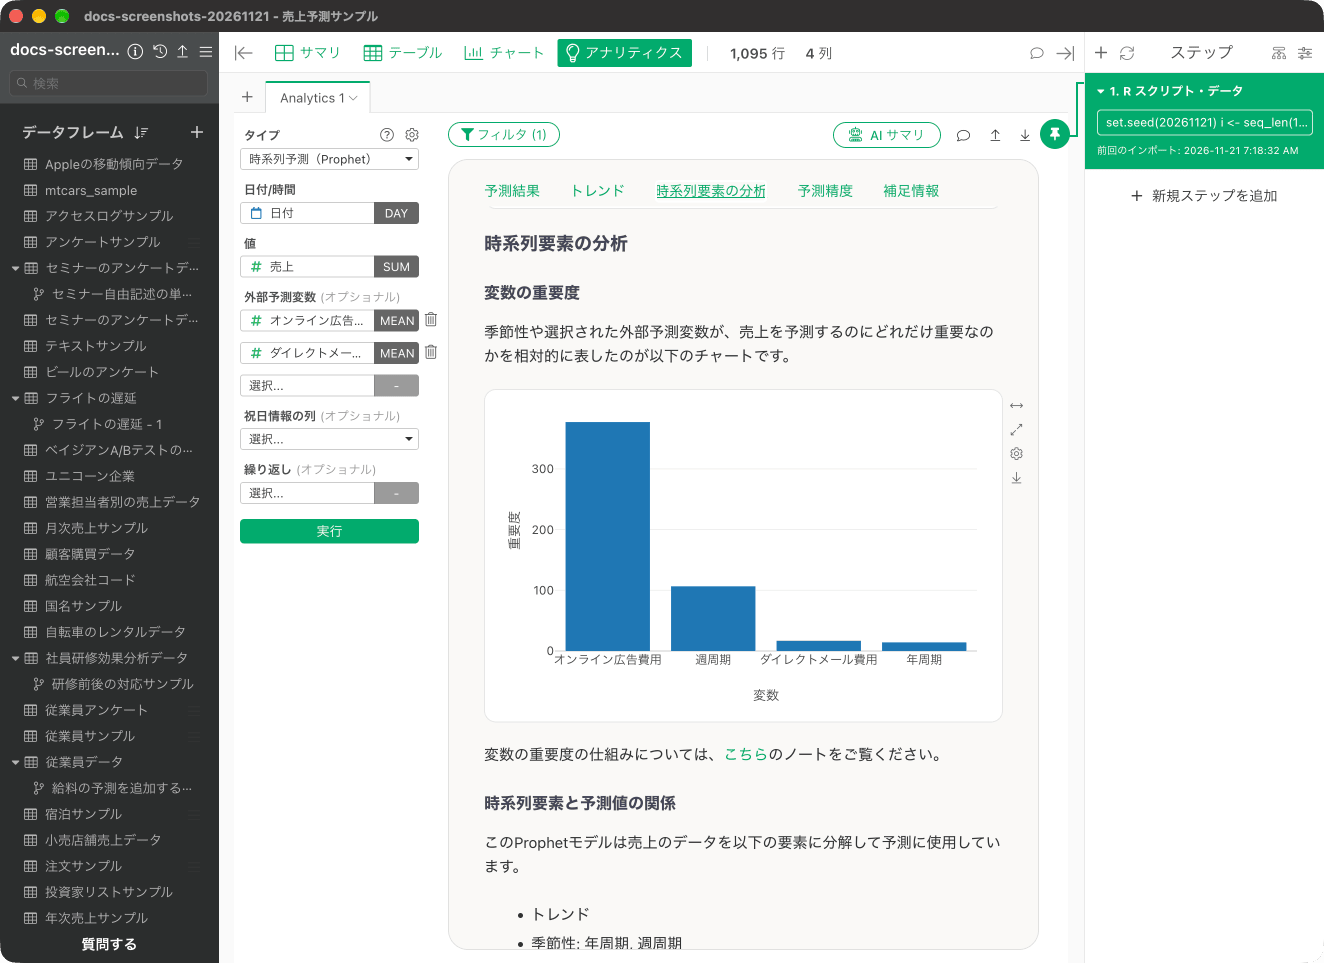 docs-screenshots-20261121 - 売上予測サンプル
docs-screen...
検索
データフレーム
Appleの移動傾向データ
mtcars_sample
アクセスログサンプル
アンケートサンプル
セミナーのアンケートデ…
セミナー自由記述の単…
セミナーのアンケートデ…
テキストサンプル
ビールのアンケート
フライトの遅延
フライトの遅延 - 1
ベイジアンA/Bテストの…
ユニコーン企業
営業担当者別の売上データ
月次売上サンプル
顧客購買データ
航空会社コード
国名サンプル
自転車のレンタルデータ
社員研修効果分析データ
研修前後の対応サンプル
従業員アンケート
従業員サンプル
従業員データ
給料の予測を追加する…
宿泊サンプル
小売店舗売上データ
注文サンプル
投資家リストサンプル
年次売上サンプル
質問する
サマリ
テーブル
チャート
アナリティクス
1,095 行
4 列
Analytics 1
タイプ
時系列予測（Prophet）
日付/時間
日付
DAY
値
売上
SUM
外部予測変数 (オプショナル)
オンライン広告...
MEAN
ダイレクトメー...
MEAN
選択...
-
祝日情報の列 (オプショナル)
選択...
繰り返し (オプショナル)
選択...
-
実行
フィルタ (1)
AI サマリ
予測結果
トレンド
時系列要素の分析
予測精度
補足情報
時系列要素の分析
変数の重要度
季節性や選択された外部予測変数が、売上を予測するのにどれだけ重要なの
かを相対的に表したのが以下のチャートです。
300
200
100
0
重要度
オンライン広告費用
週周期
ダイレクトメール費用
年周期
変数
変数の重要度の仕組みについては、こちらのノートをご覧ください。
時系列要素と予測値の関係
このProphetモデルは売上のデータを以下の要素に分解して予測に使用してい
ます。
• トレンド
• 季節性: 年周期, 週周期
ステップ
1. R スクリプト・データ
set.seed(20261121) i <- seq_len(1...
前回のインポート: 2026-11-21 7:18:32 AM
新規ステップを追加